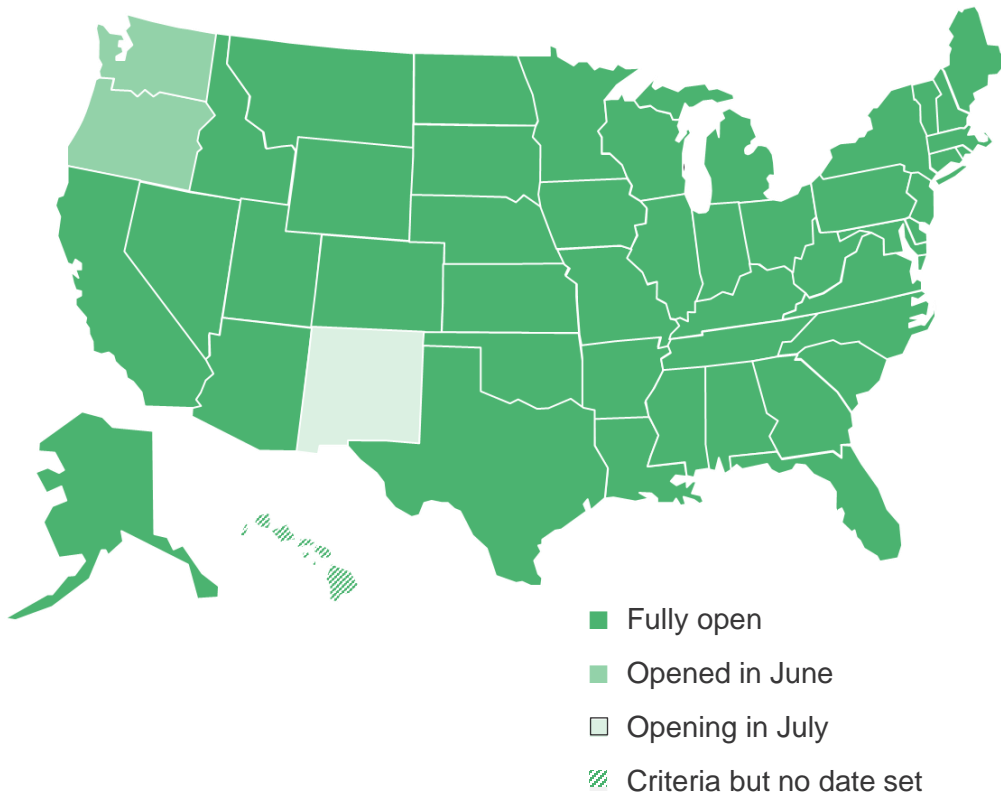 Fully open
Opened in June
Opening in July
Criteria but no date set